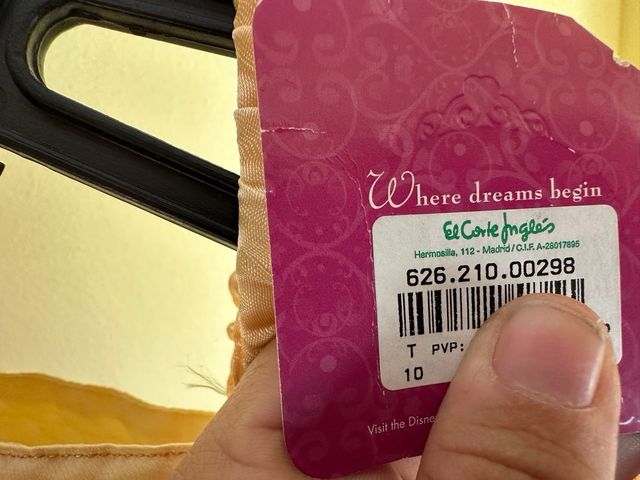 Where dreams begin
El Corte Inglés
Hermosilla, 112 - Madrid / C.I.F. A-28017895
626.210.00298
T PVP:
10
Visit the Disne